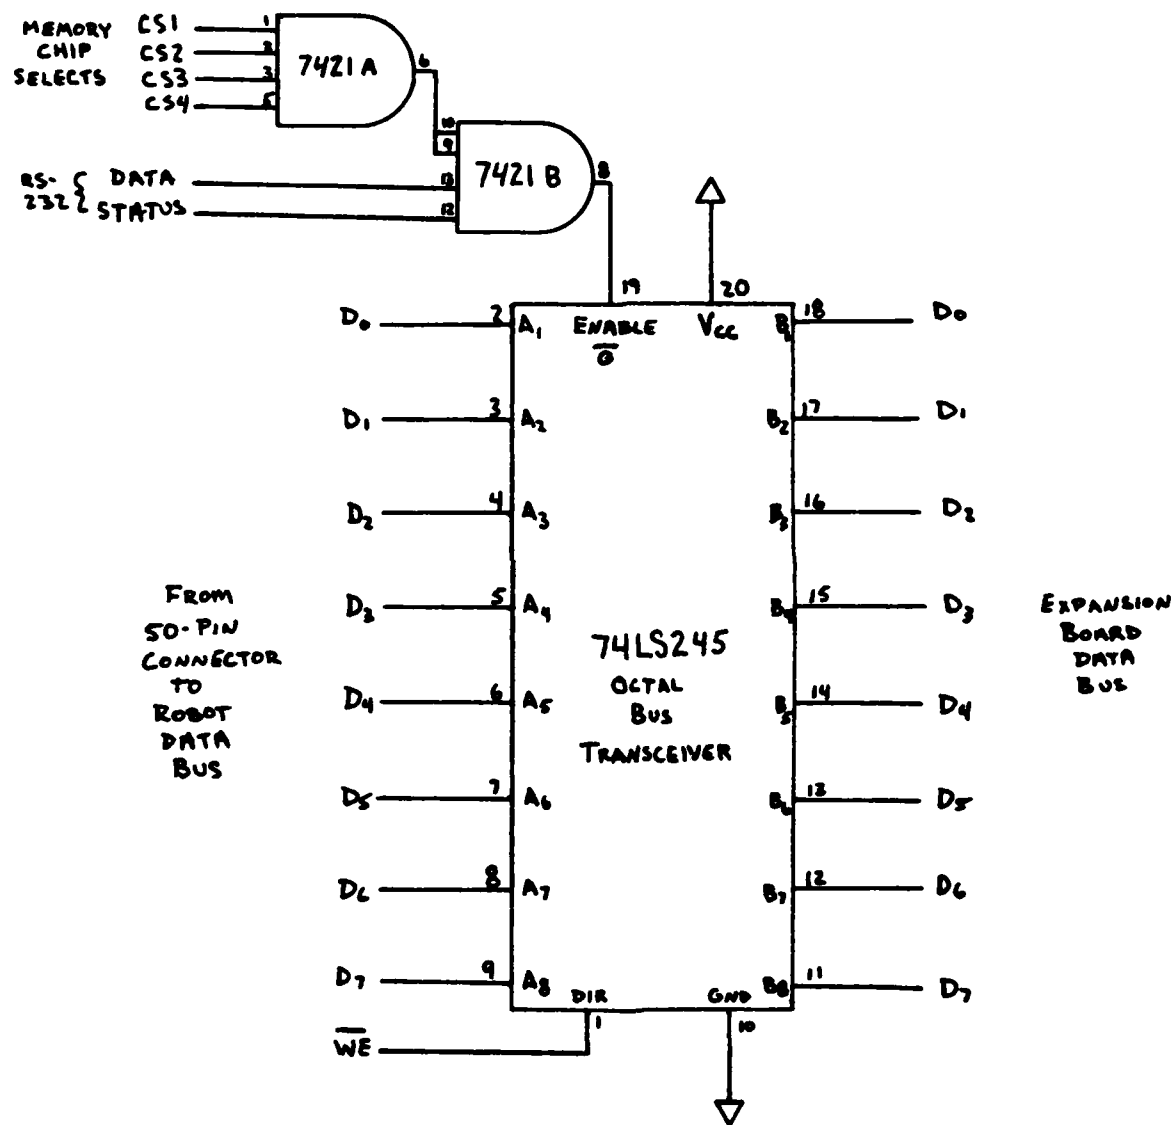 MEMORY
CHIP
SELECTS
CS1
CS2
CS3
CS4
1
2
3
5
7421A
6
10
9
13
12
7421B
8
RS-
232
DATA
STATUS
19
20
ENABLE
G̅
VCC
D0 2 A1
B1 18 D0
D1 3 A2
B2 17 D1
D2 4 A3
B3 16 D2
D3 5 A4
B4 15 D3
D4 6 A5
B5 14 D4
D5 7 A6
B6 13 D5
D6 8 A7
B7 12 D6
D7 9 A8
B8 11 D7
FROM
50-PIN
CONNECTOR
TO
ROBOT
DATA
BUS
74LS245
OCTAL
BUS
TRANSCEIVER
EXPANSION
BOARD
DATA
BUS
DIR
GND
1
10
W̅E̅